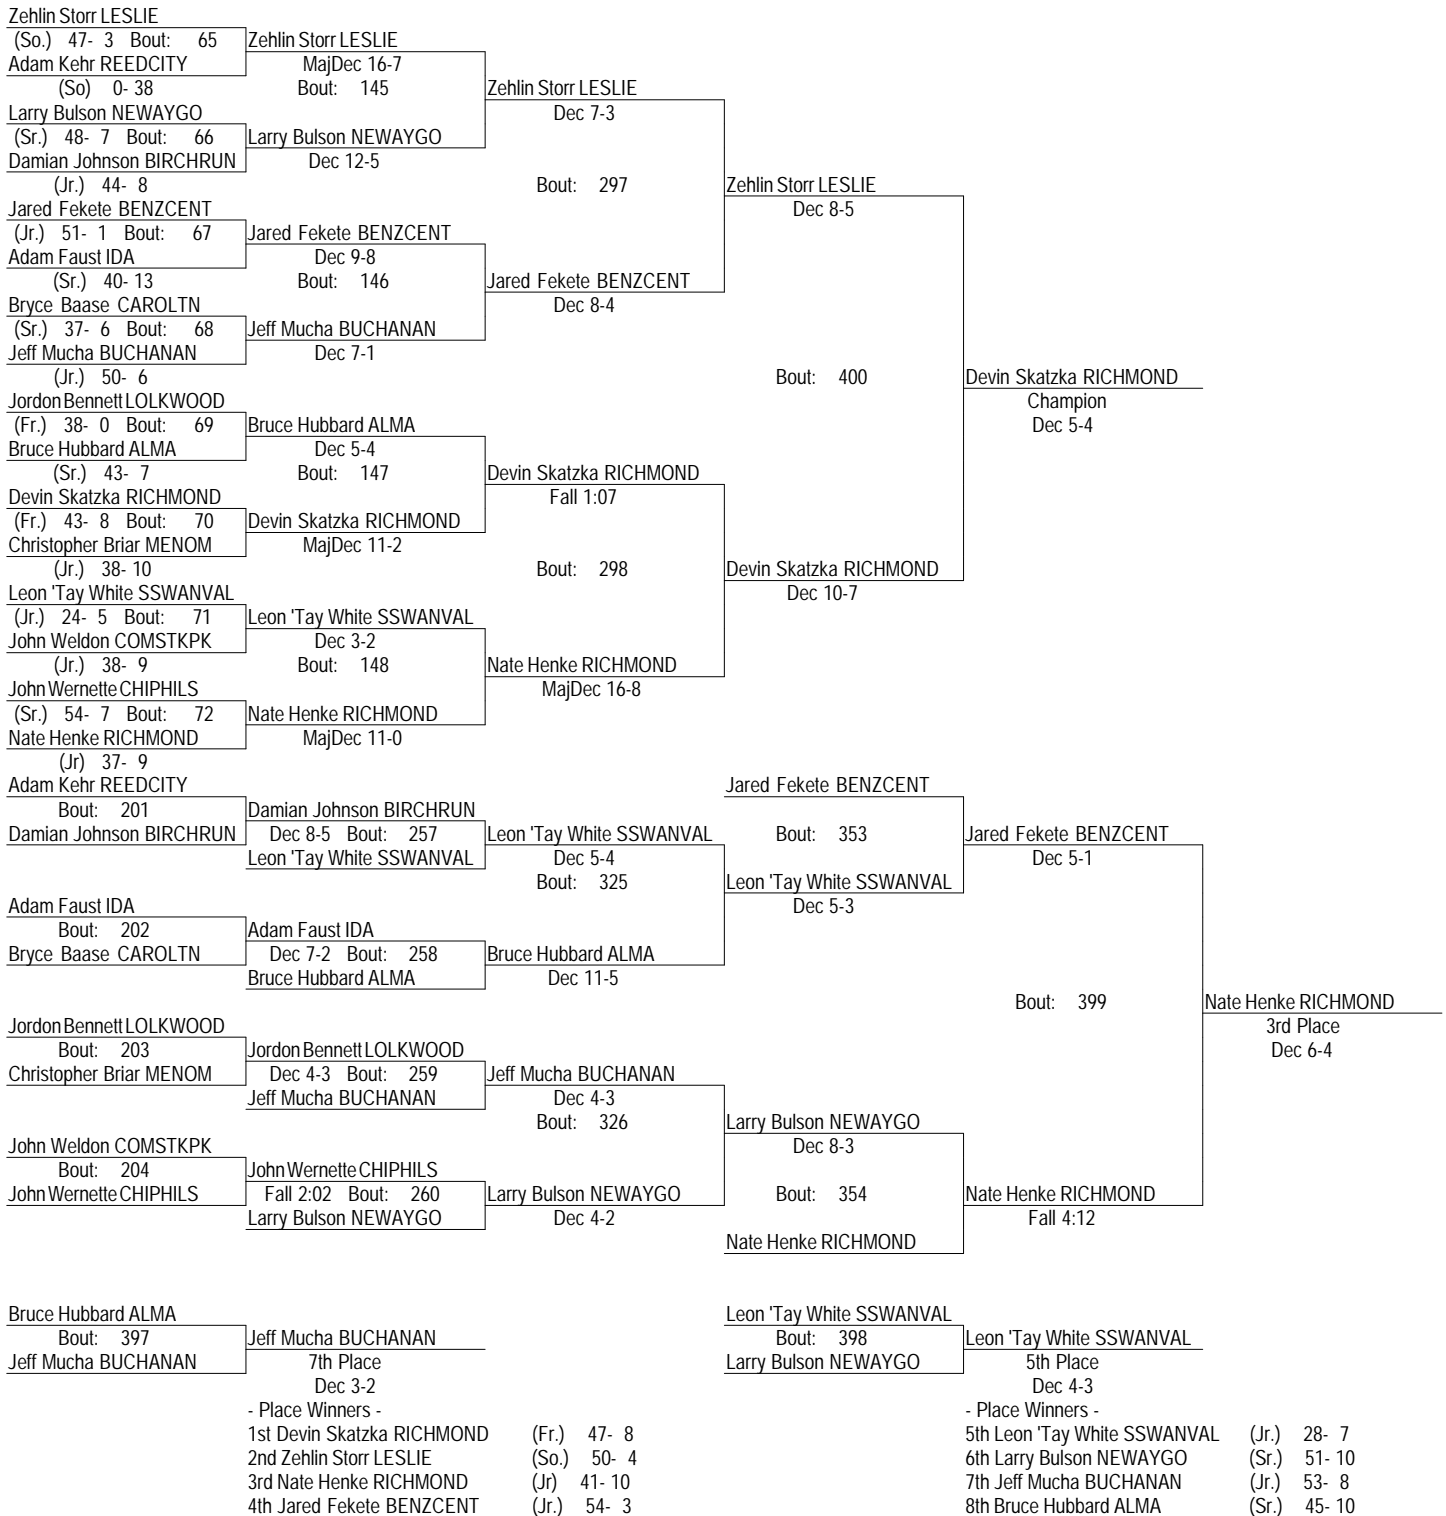 Zehlin Storr LESLIE
(So.) 47- 3 Bout: 65 Zehlin Storr LESLIE
Adam Kehr REEDCITY MajDec 16-7
(So) 0- 38 Bout: 145 Zehlin Storr LESLIE
Larry Bulson NEWAYGO Dec 7-3
(Sr.) 48- 7 Bout: 66 Larry Bulson NEWAYGO
Damian Johnson BIRCHRUN Dec 12-5
(Jr.) 44- 8 Bout: 297 Zehlin Storr LESLIE
Jared Fekete BENZCENT Dec 8-5
(Jr.) 51- 1 Bout: 67 Jared Fekete BENZCENT
Adam Faust IDA Dec 9-8
(Sr.) 40- 13 Bout: 146 Jared Fekete BENZCENT
Bryce Baase CAROLTN Dec 8-4
(Sr.) 37- 6 Bout: 68 Jeff Mucha BUCHANAN
Jeff Mucha BUCHANAN Dec 7-1
(Jr.) 50- 6 Bout: 400 Devin Skatzka RICHMOND
Jordon Bennett LOLKWOOD Champion
(Fr.) 38- 0 Bout: 69 Bruce Hubbard ALMA Dec 5-4
Bruce Hubbard ALMA Dec 5-4
(Sr.) 43- 7 Bout: 147 Devin Skatzka RICHMOND
Devin Skatzka RICHMOND Fall 1:07
(Fr.) 43- 8 Bout: 70 Devin Skatzka RICHMOND
Christopher Briar MENOM MajDec 11-2
(Jr.) 38- 10 Bout: 298 Devin Skatzka RICHMOND
Leon 'Tay White SSWANVAL Dec 10-7
(Jr.) 24- 5 Bout: 71 Leon 'Tay White SSWANVAL
John Weldon COMSTKPK Dec 3-2
(Jr.) 38- 9 Bout: 148 Nate Henke RICHMOND
John Wernette CHIPHILS MajDec 16-8
(Sr.) 54- 7 Bout: 72 Nate Henke RICHMOND
Nate Henke RICHMOND MajDec 11-0
(Jr) 37- 9
Adam Kehr REEDCITY Jared Fekete BENZCENT
Bout: 201 Damian Johnson BIRCHRUN
Damian Johnson BIRCHRUN Dec 8-5 Bout: 257 Leon 'Tay White SSWANVAL Bout: 353 Jared Fekete BENZCENT
Leon 'Tay White SSWANVAL Dec 5-4 Dec 5-1
Bout: 325 Leon 'Tay White SSWANVAL
Adam Faust IDA Dec 5-3
Bout: 202 Adam Faust IDA
Bryce Baase CAROLTN Dec 7-2 Bout: 258 Bruce Hubbard ALMA
Bruce Hubbard ALMA Dec 11-5
Bout: 399 Nate Henke RICHMOND
Jordon Bennett LOLKWOOD 3rd Place
Bout: 203 Jordon Bennett LOLKWOOD Dec 6-4
Christopher Briar MENOM Dec 4-3 Bout: 259 Jeff Mucha BUCHANAN
Jeff Mucha BUCHANAN Dec 4-3
Bout: 326 Larry Bulson NEWAYGO
John Weldon COMSTKPK Dec 8-3
Bout: 204 John Wernette CHIPHILS
John Wernette CHIPHILS Fall 2:02 Bout: 260 Larry Bulson NEWAYGO Bout: 354 Nate Henke RICHMOND
Larry Bulson NEWAYGO Dec 4-2 Fall 4:12
Nate Henke RICHMOND
Bruce Hubbard ALMA Leon 'Tay White SSWANVAL
Bout: 397 Jeff Mucha BUCHANAN Bout: 398 Leon 'Tay White SSWANVAL
Jeff Mucha BUCHANAN 7th Place Larry Bulson NEWAYGO 5th Place
Dec 3-2 Dec 4-3
- Place Winners - - Place Winners -
1st Devin Skatzka RICHMOND (Fr.) 47- 8 5th Leon 'Tay White SSWANVAL (Jr.) 28- 7
2nd Zehlin Storr LESLIE (So.) 50- 4 6th Larry Bulson NEWAYGO (Sr.) 51- 10
3rd Nate Henke RICHMOND (Jr) 41- 10 7th Jeff Mucha BUCHANAN (Jr.) 53- 8
4th Jared Fekete BENZCENT (Jr.) 54- 3 8th Bruce Hubbard ALMA (Sr.) 45- 10